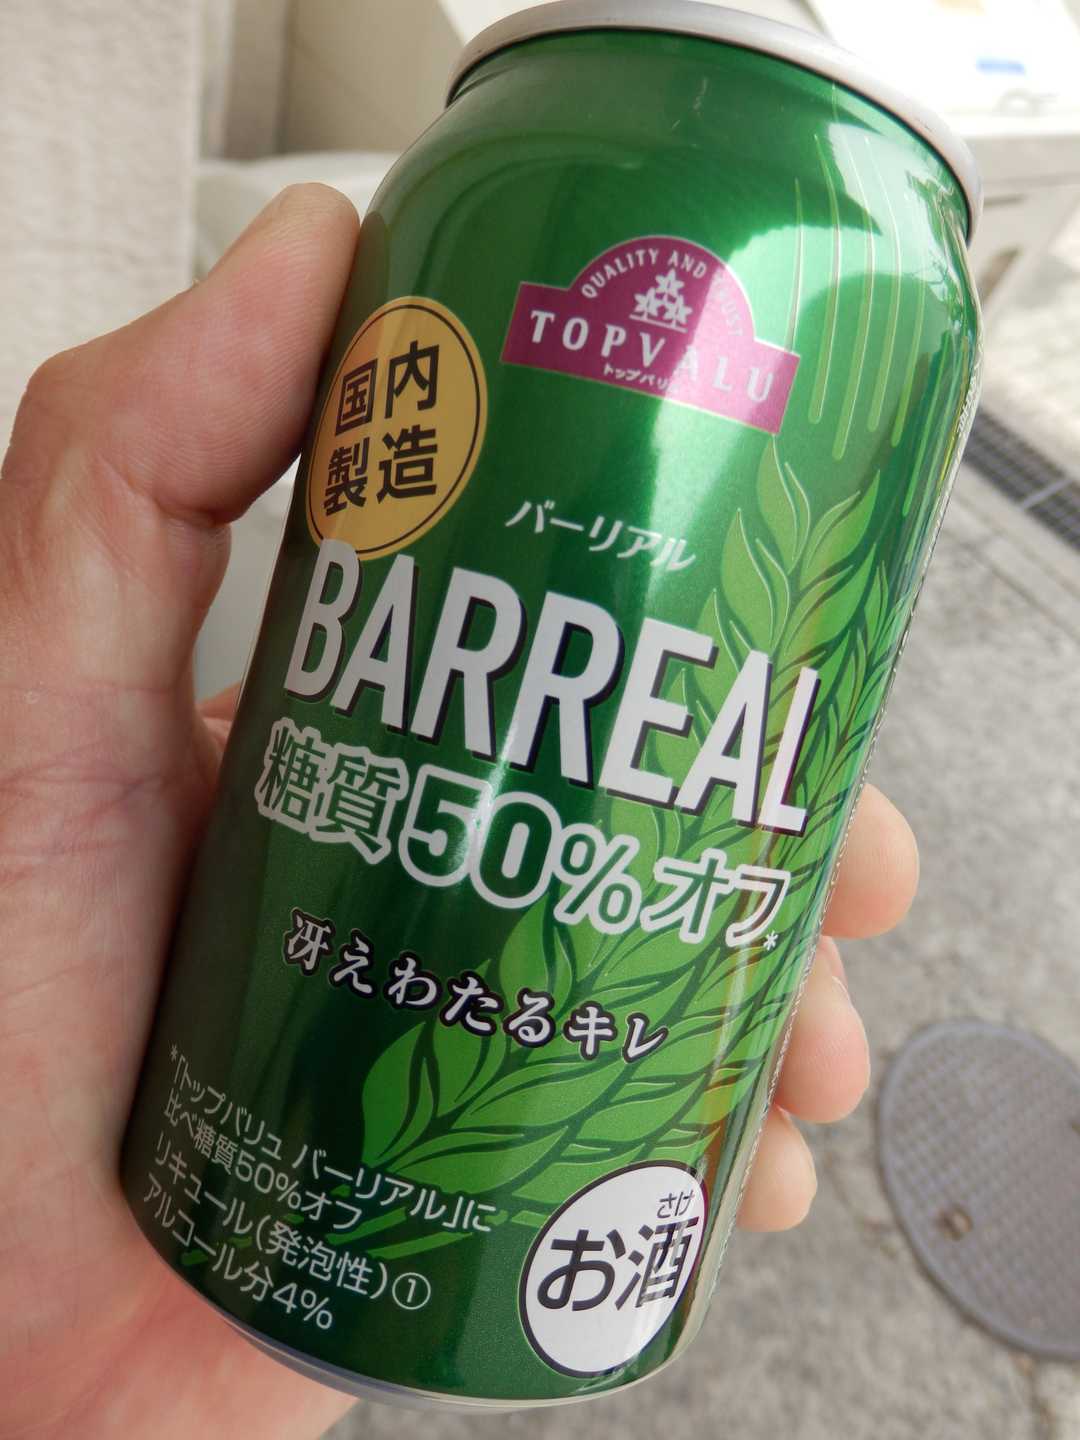 QUALITY AND TRUST
TOPVALU
トップバリュ
国内
製造
バーリアル
BARREAL
糖質50%オフ*
冴えわたるキレ
*「トップバリュ バーリアル」に
比べ糖質50%オフ
リキュール(発泡性)①
アルコール分4%
さけ
お酒